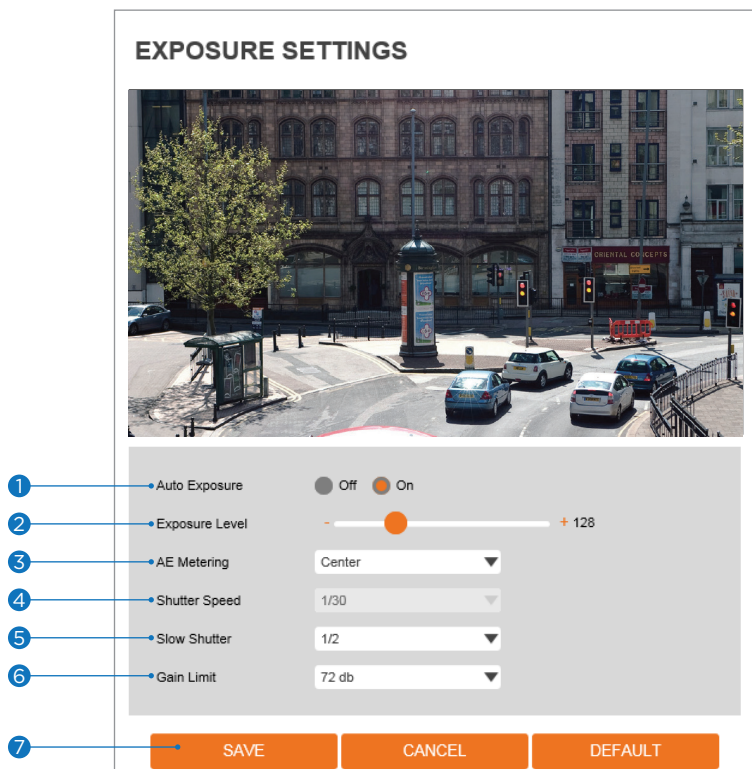 EXPOSURE SETTINGS
ORIENTAL CONCEPTS
1 Auto Exposure Off On
2 Exposure Level - + 128
3 AE Metering Center
4 Shutter Speed 1/30
5 Slow Shutter 1/2
6 Gain Limit 72 db
7 SAVE CANCEL DEFAULT